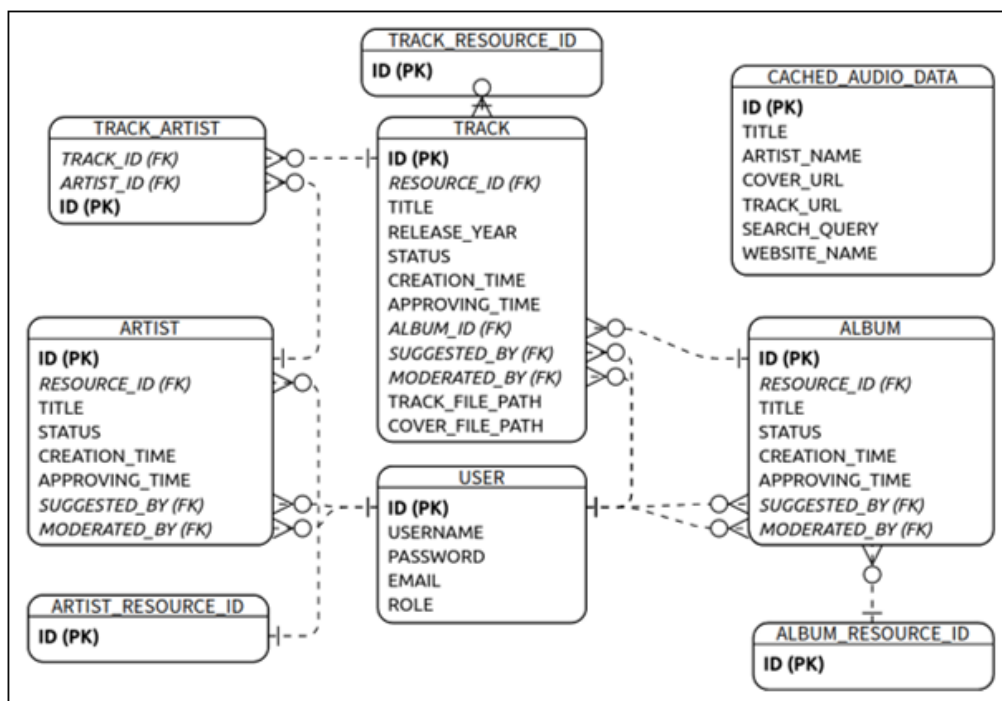 TRACK_RESOURCE_ID
ID (PK)
CACHED_AUDIO_DATA
ID (PK)
TITLE
ARTIST_NAME
COVER_URL
TRACK_URL
SEARCH_QUERY
WEBSITE_NAME
TRACK_ARTIST
TRACK_ID (FK)
ARTIST_ID (FK)
ID (PK)
TRACK
ID (PK)
RESOURCE_ID (FK)
TITLE
RELEASE_YEAR
STATUS
CREATION_TIME
APPROVING_TIME
ALBUM_ID (FK)
SUGGESTED_BY (FK)
MODERATED_BY (FK)
TRACK_FILE_PATH
COVER_FILE_PATH
ARTIST
ID (PK)
RESOURCE_ID (FK)
TITLE
STATUS
CREATION_TIME
APPROVING_TIME
SUGGESTED_BY (FK)
MODERATED_BY (FK)
ALBUM
ID (PK)
RESOURCE_ID (FK)
TITLE
STATUS
CREATION_TIME
APPROVING_TIME
SUGGESTED_BY (FK)
MODERATED_BY (FK)
USER
ID (PK)
USERNAME
PASSWORD
EMAIL
ROLE
ARTIST_RESOURCE_ID
ID (PK)
ALBUM_RESOURCE_ID
ID (PK)